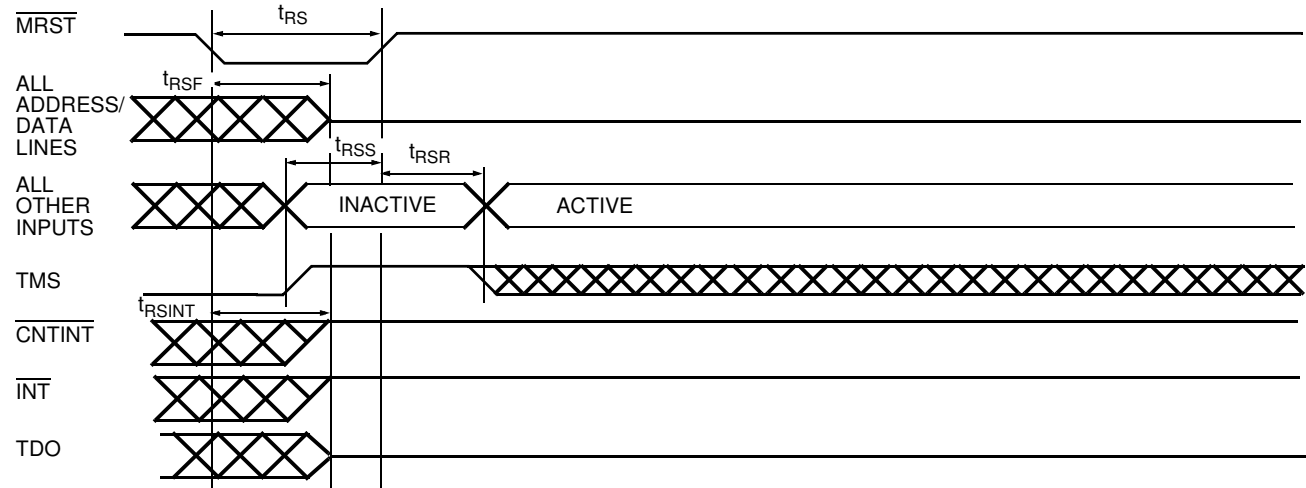 MRST
tRS
ALL
ADDRESS/
DATA
LINES
tRSF
tRSS
tRSR
ALL
OTHER
INPUTS
INACTIVE
ACTIVE
TMS
tRSINT
CNTINT
INT
TDO